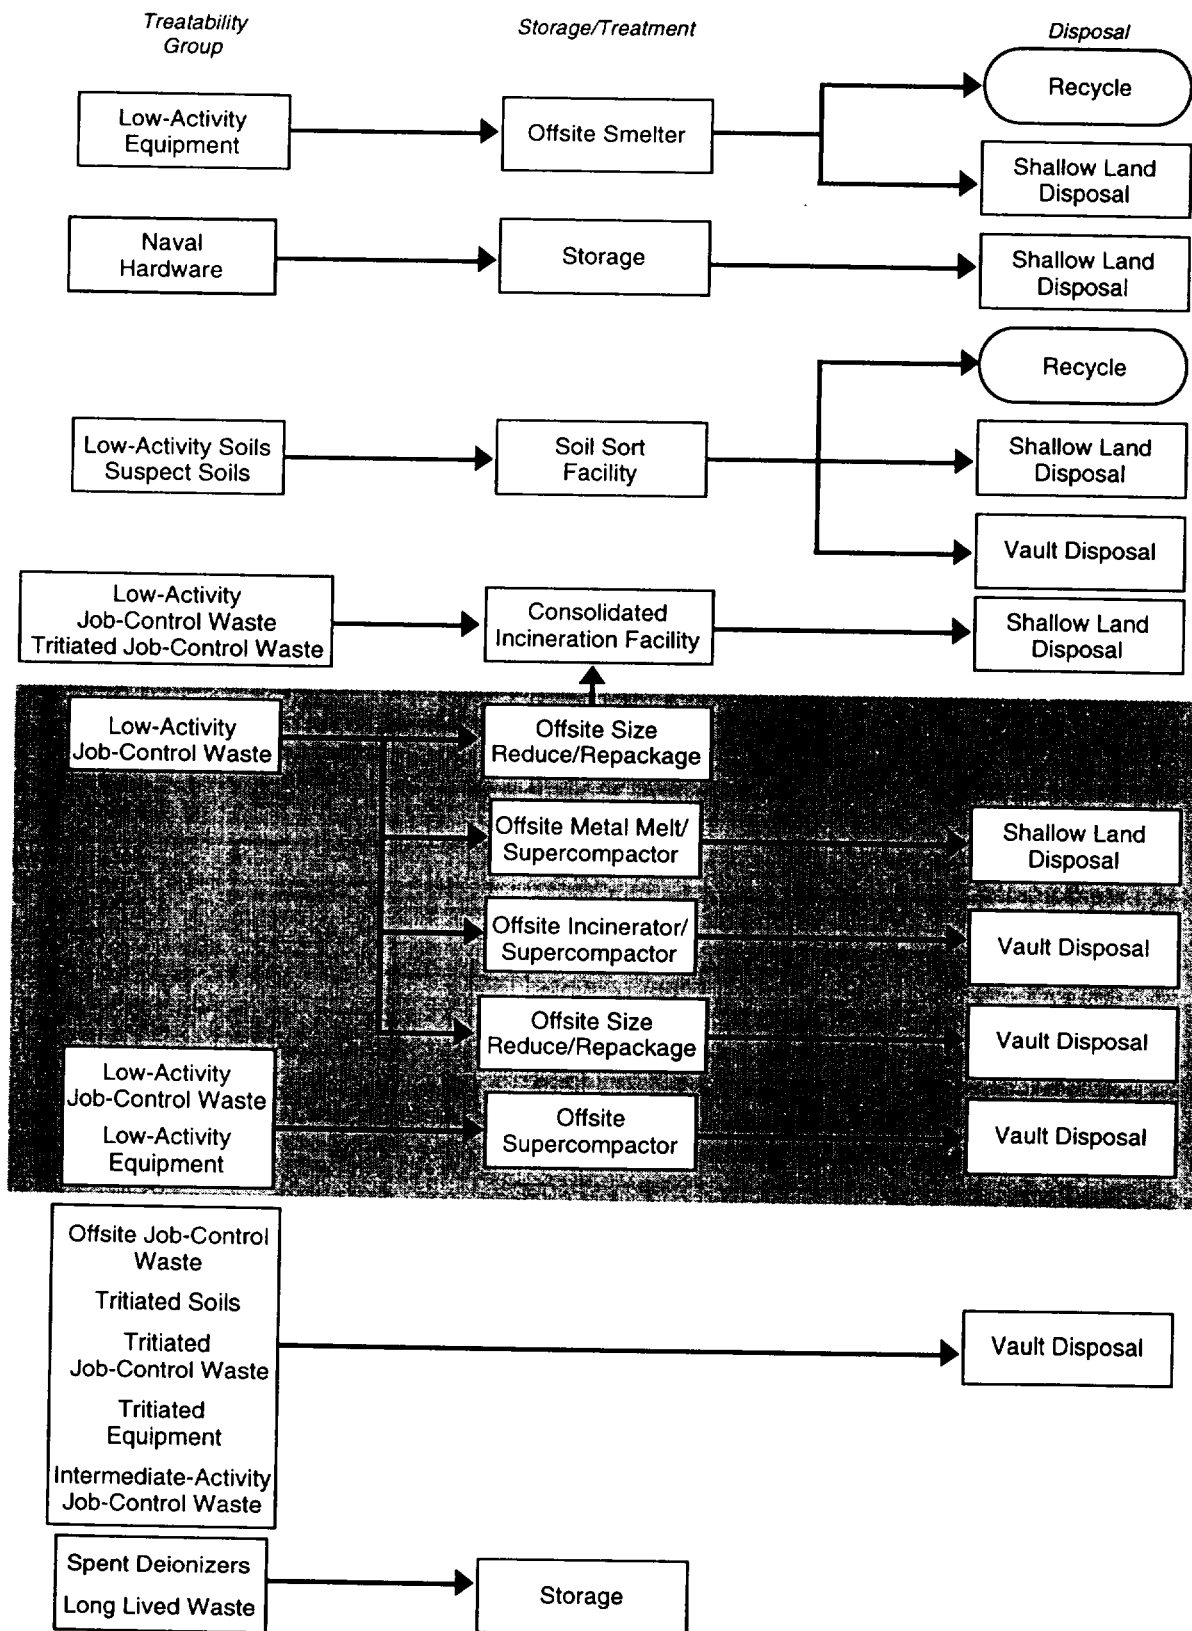 Treatability
Group
Storage/Treatment
Disposal
Low-Activity
Equipment
Offsite Smelter
Recycle
Shallow Land
Disposal
Naval
Hardware
Storage
Shallow Land
Disposal
Low-Activity Soils
Suspect Soils
Soil Sort
Facility
Recycle
Shallow Land
Disposal
Vault Disposal
Low-Activity
Job-Control Waste
Tritiated Job-Control Waste
Consolidated
Incineration Facility
Shallow Land
Disposal
Low-Activity
Job-Control Waste
Offsite Size
Reduce/Repackage
Offsite Metal Melt/
Supercompactor
Shallow Land
Disposal
Offsite Incinerator/
Supercompactor
Vault Disposal
Offsite Size
Reduce/Repackage
Vault Disposal
Low-Activity
Job-Control Waste
Low-Activity
Equipment
Offsite
Supercompactor
Vault Disposal
Offsite Job-Control
Waste
Tritiated Soils
Tritiated
Job-Control Waste
Tritiated
Equipment
Intermediate-Activity
Job-Control Waste
Vault Disposal
Spent Deionizers
Long Lived Waste
Storage